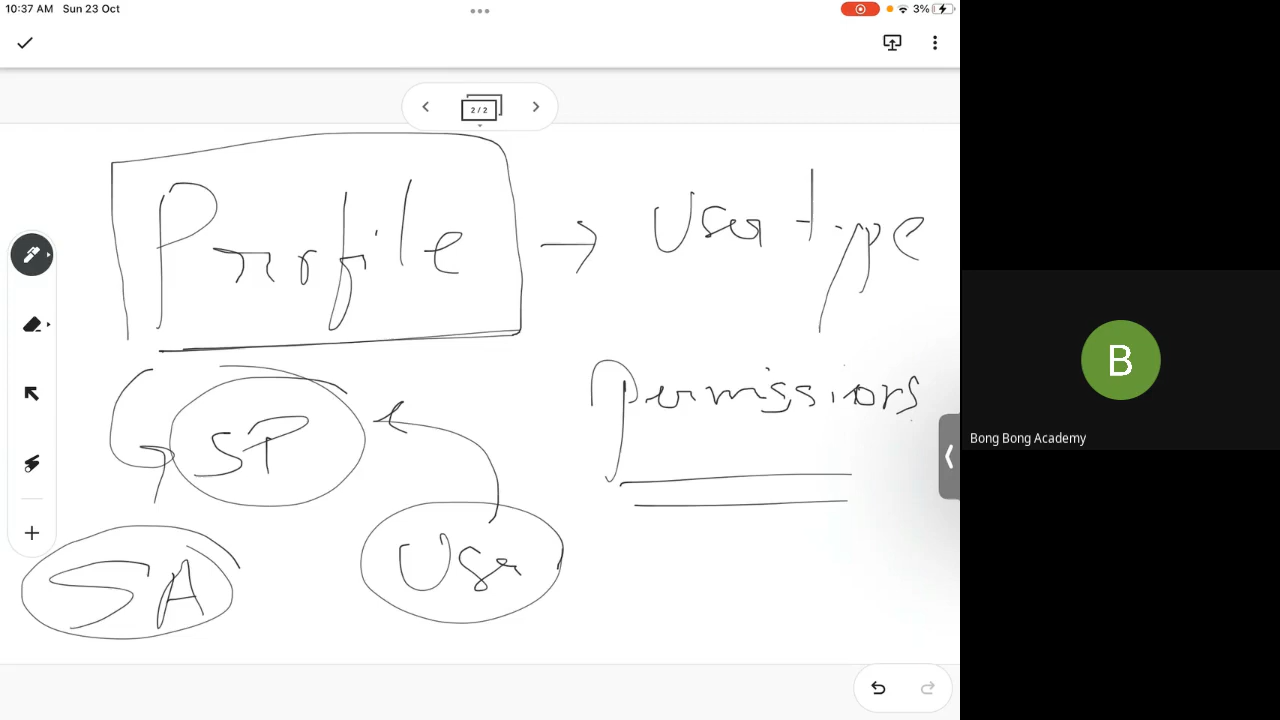 10:37 AM Sun 23 Oct
3%
2 / 2
Profile → User type
Permissions
SP
User
SA
B
Bong Bong Academy